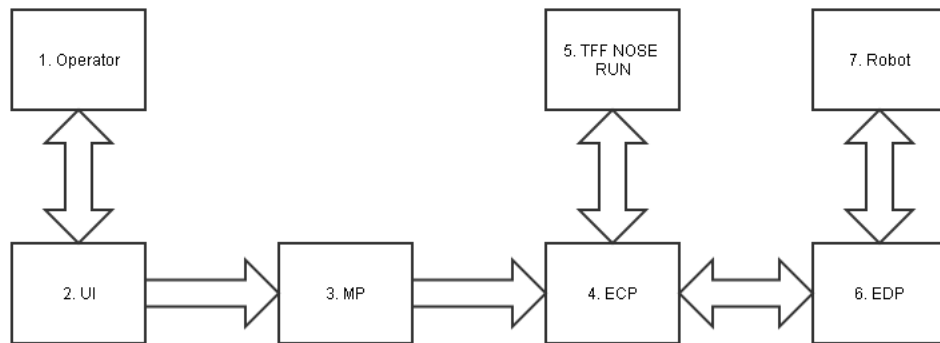 1. Operator
5. TFF NOSE
RUN
7. Robot
2. UI
3. MP
4. ECP
6. EDP